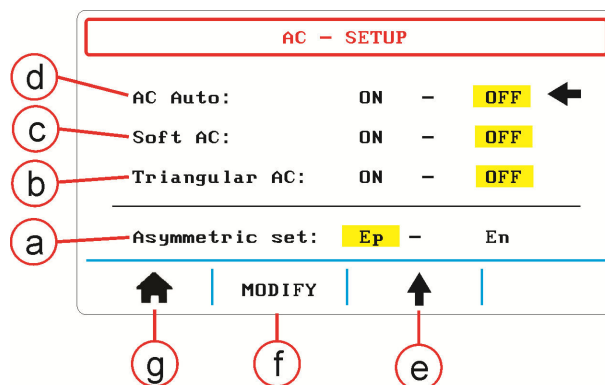 AC - SETUP
d
AC Auto: ON - OFF
c
Soft AC: ON - OFF
b
Triangular AC: ON - OFF
a
Asymmetric set: Ep - En
MODIFY
g
f
e